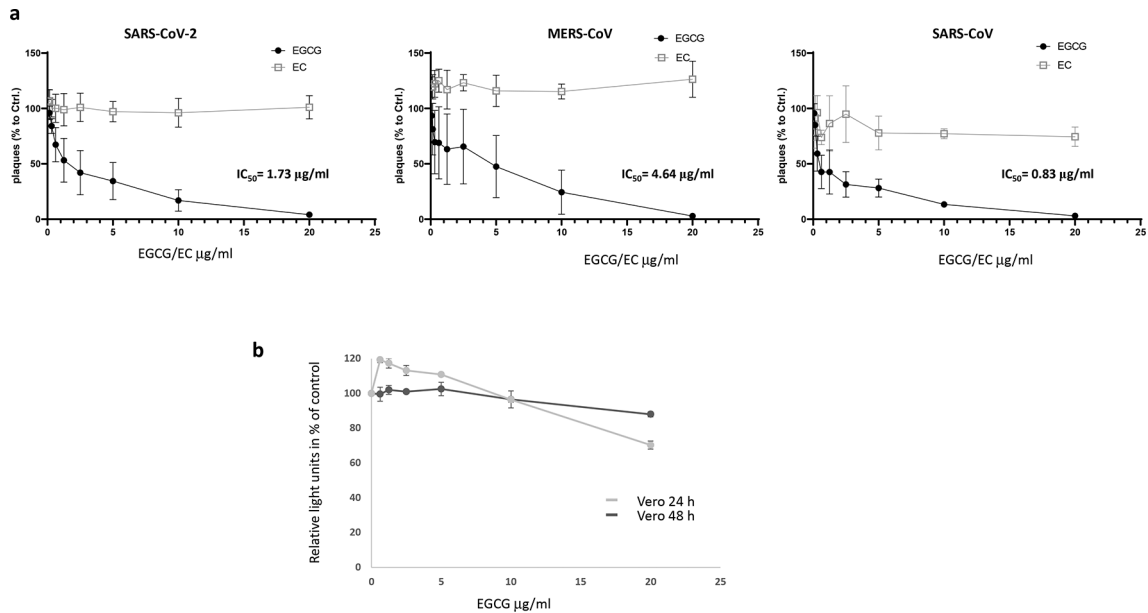 a
SARS-CoV-2
EGCG
EC
plaques (% to Ctrl.)
150
100
50
0
IC50= 1.73 µg/ml
0 5 10 15 20 25
EGCG/EC µg/ml
MERS-CoV
EGCG
EC
plaques (% to Ctrl.)
150
100
50
0
IC50= 4.64 µg/ml
0 5 10 15 20 25
EGCG/EC µg/ml
SARS-CoV
EGCG
EC
plaques (% to Ctrl.)
150
100
50
0
IC50= 0.83 µg/ml
0 5 10 15 20 25
EGCG/EC µg/ml
b
Relative light units in % of control
120
100
80
60
40
20
0
Vero 24 h
Vero 48 h
0 5 10 15 20 25
EGCG µg/ml